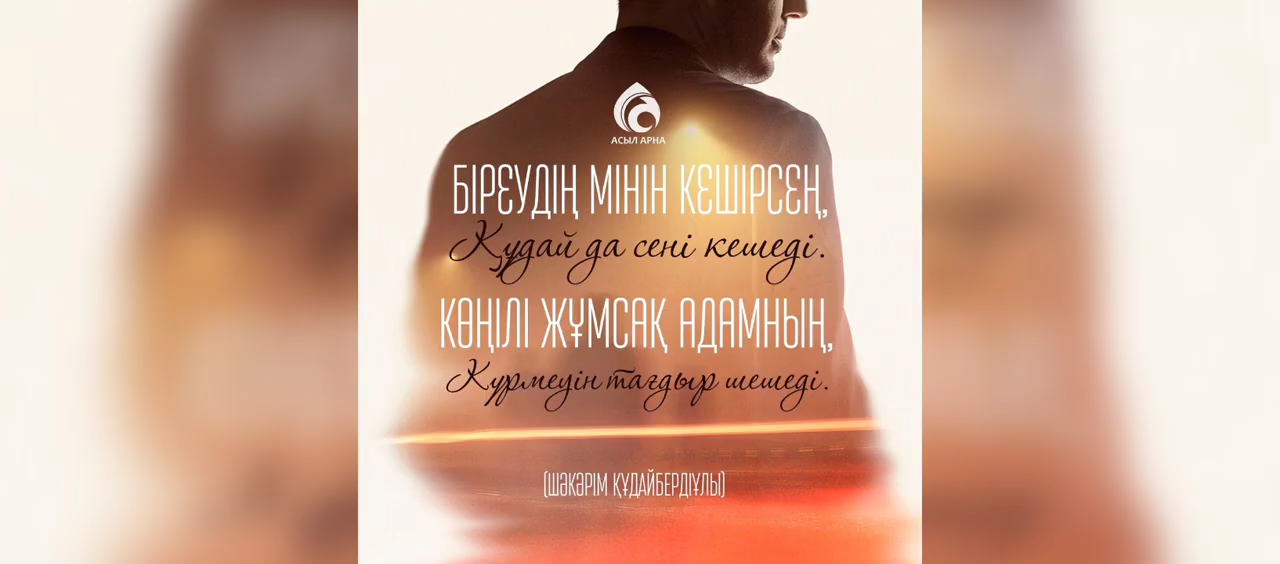 АСЫЛ АРНА
БІРЕУДІҢ МІНІН КЕШІРСЕҢ,
Құдай да сені кешеді.
КӨҢІЛІ ЖҰМСАҚ АДАМНЫҢ,
Күрмеуін тағдыр шешеді.
(ШӘКӘРІМ ҚҰДАЙБЕРДІҰЛЫ)